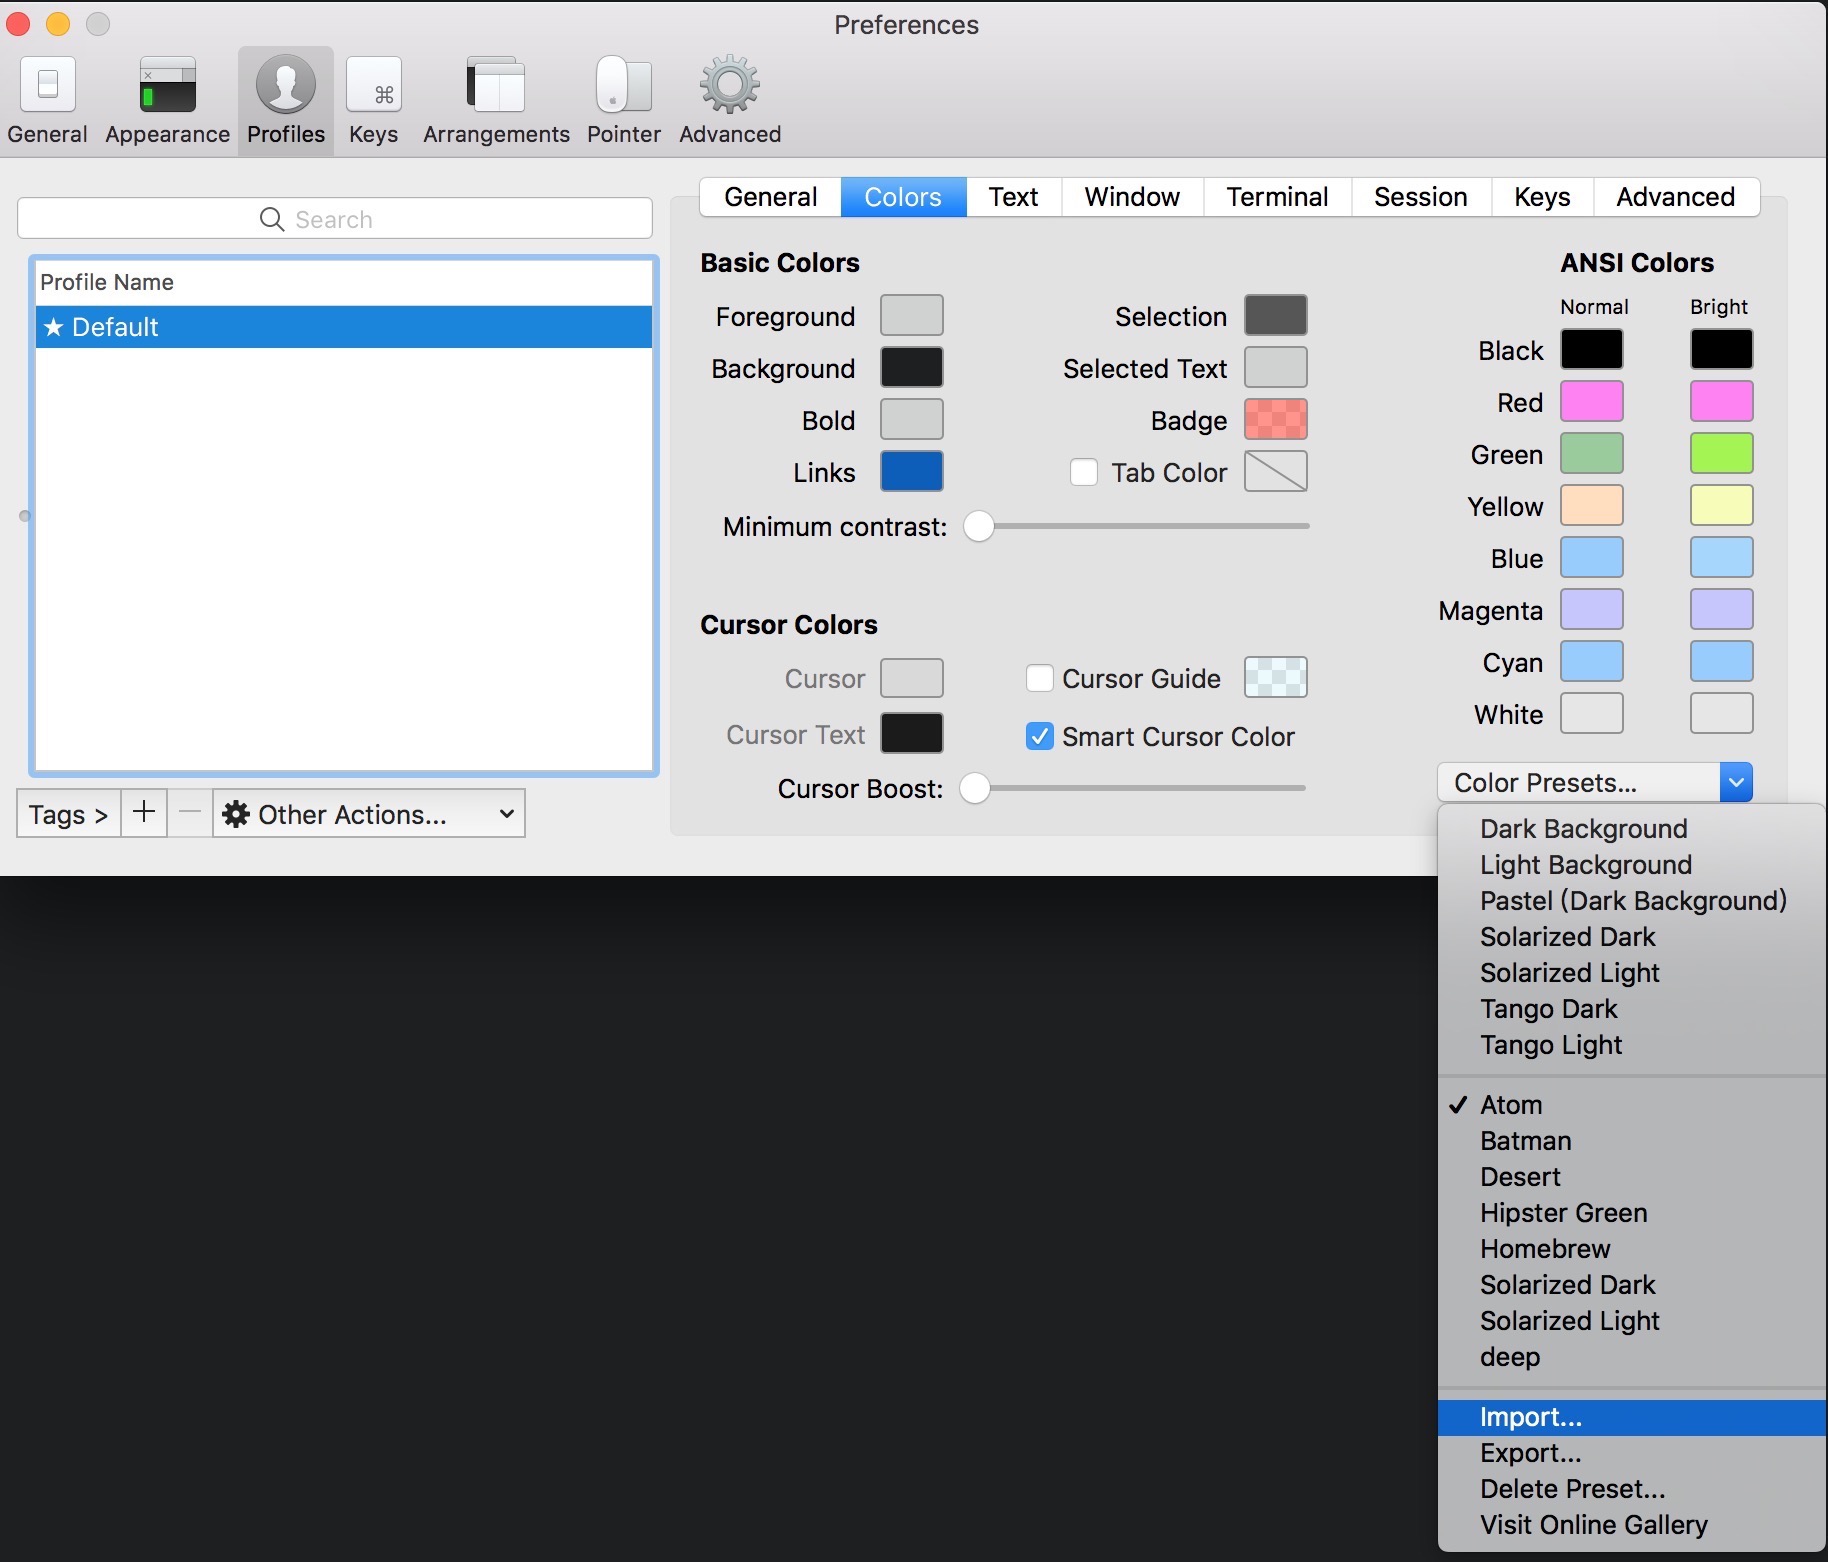 Preferences
General
Appearance
Profiles
Keys
Arrangements
Pointer
Advanced
Search
Profile Name
★ Default
Tags >
+
−
Other Actions...
General
Colors
Text
Window
Terminal
Session
Keys
Advanced
Basic Colors
Foreground
Background
Bold
Links
Selection
Selected Text
Badge
Tab Color
Minimum contrast:
Cursor Colors
Cursor
Cursor Text
Cursor Guide
Smart Cursor Color
Cursor Boost:
ANSI Colors
Normal Bright
Black
Red
Green
Yellow
Blue
Magenta
Cyan
White
Color Presets...
Dark Background
Light Background
Pastel (Dark Background)
Solarized Dark
Solarized Light
Tango Dark
Tango Light
✓ Atom
Batman
Desert
Hipster Green
Homebrew
Solarized Dark
Solarized Light
deep
Import...
Export...
Delete Preset...
Visit Online Gallery